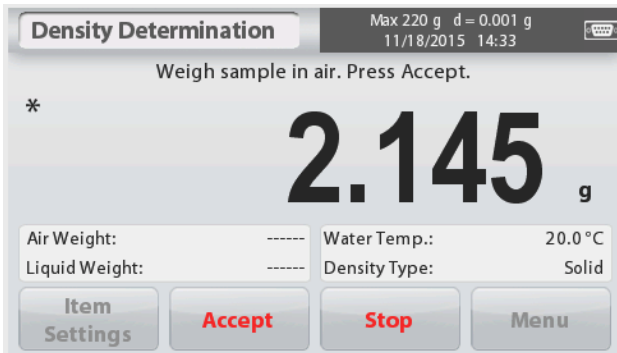 Density Determination
Max 220 g d = 0.001 g
11/18/2015 14:33
Weigh sample in air. Press Accept.
*
2.145 g
Air Weight: ------
Water Temp.: 20.0°C
Liquid Weight: ------
Density Type: Solid
Item
Settings
Accept
Stop
Menu